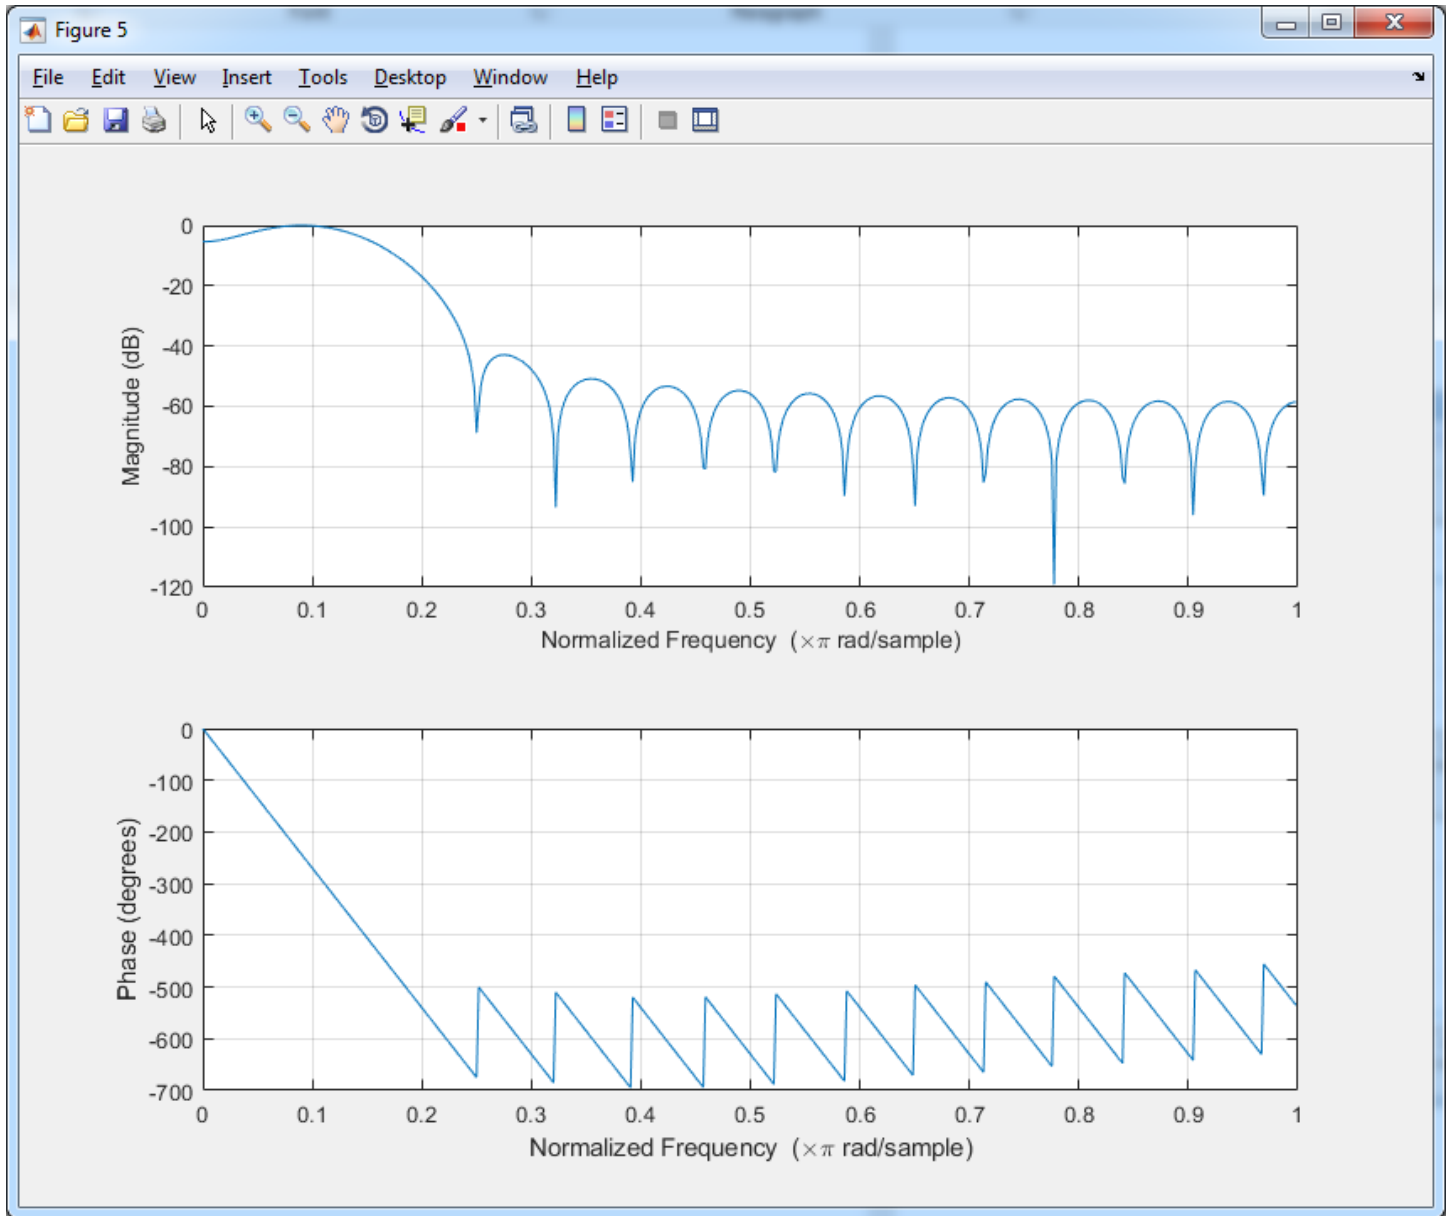 Figure 5
File Edit View Insert Tools Desktop Window Help
0
-20
-40
-60
-80
-100
-120
Magnitude (dB)
0 0.1 0.2 0.3 0.4 0.5 0.6 0.7 0.8 0.9 1
Normalized Frequency (×π rad/sample)
0
-100
-200
-300
-400
-500
-600
-700
Phase (degrees)
0 0.1 0.2 0.3 0.4 0.5 0.6 0.7 0.8 0.9 1
Normalized Frequency (×π rad/sample)